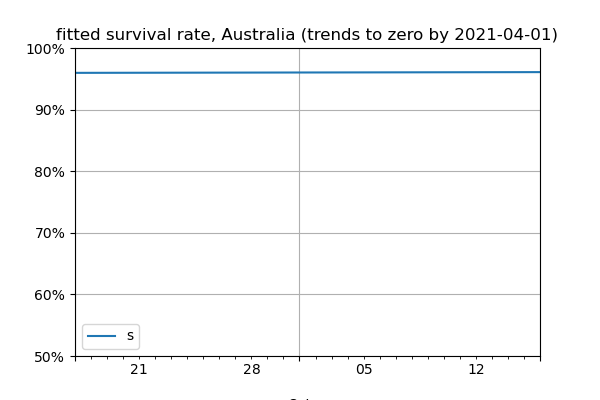 fitted survival rate, Australia (trends to zero by 2021-04-01)
100%
90%
80%
70%
60%
50%
s
21 28 05 12